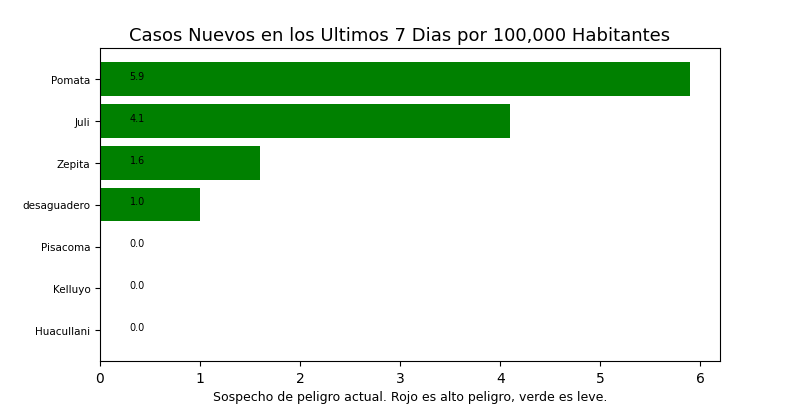 Casos Nuevos en los Ultimos 7 Dias por 100,000 Habitantes
Pomata 5.9
Juli 4.1
Zepita 1.6
desaguadero 1.0
Pisacoma 0.0
Kelluyo 0.0
Huacullani 0.0
0 1 2 3 4 5 6
Sospecho de peligro actual. Rojo es alto peligro, verde es leve.